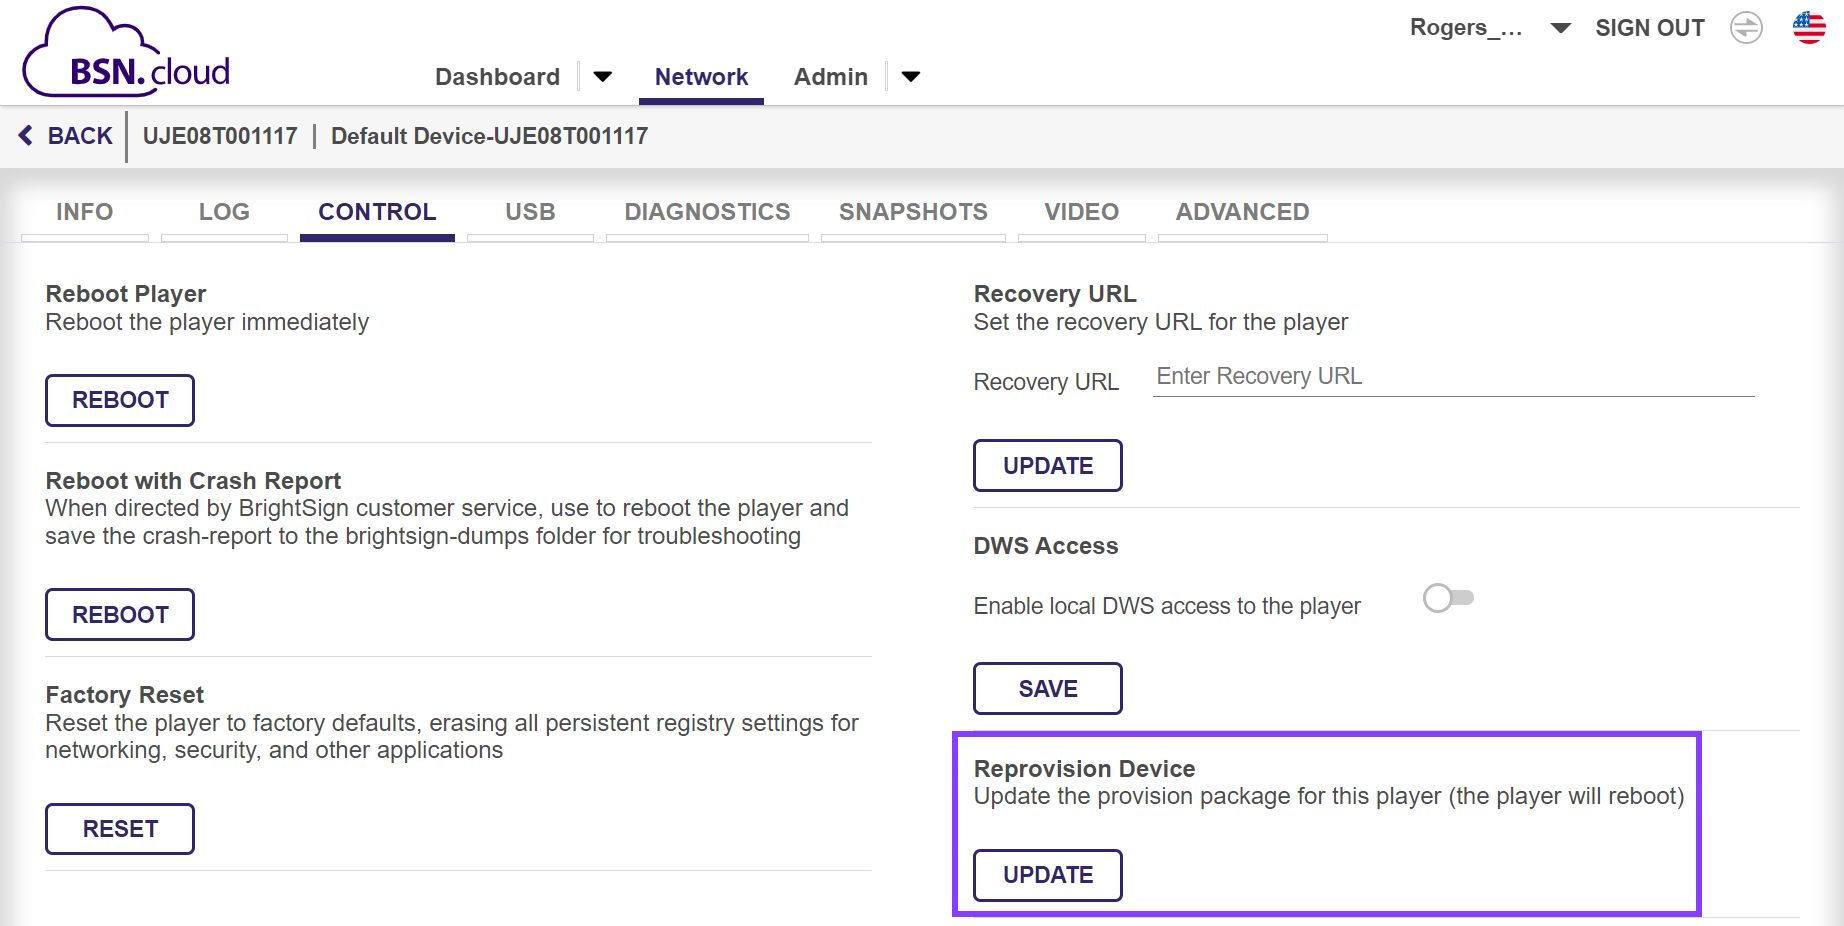 BSN.cloud
Dashboard
Network
Admin
Rogers_...
SIGN OUT
BACK
UJE08T001117
Default Device-UJE08T001117
INFO
LOG
CONTROL
USB
DIAGNOSTICS
SNAPSHOTS
VIDEO
ADVANCED
Reboot Player
Reboot the player immediately
REBOOT
Reboot with Crash Report
When directed by BrightSign customer service, use to reboot the player and
save the crash-report to the brightsign-dumps folder for troubleshooting
REBOOT
Factory Reset
Reset the player to factory defaults, erasing all persistent registry settings for
networking, security, and other applications
RESET
Recovery URL
Set the recovery URL for the player
Recovery URL
Enter Recovery URL
UPDATE
DWS Access
Enable local DWS access to the player
SAVE
Reprovision Device
Update the provision package for this player (the player will reboot)
UPDATE